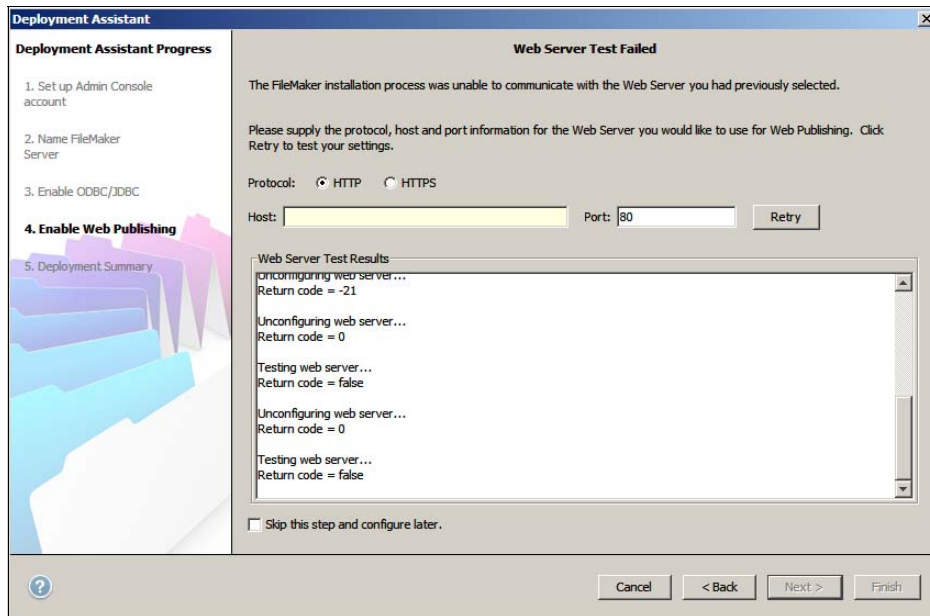 Deployment Assistant
Deployment Assistant Progress
1. Set up Admin Console
account
2. Name FileMaker
Server
3. Enable ODBC/JDBC
4. Enable Web Publishing
5. Deployment Summary
Web Server Test Failed
The FileMaker installation process was unable to communicate with the Web Server you had previously selected.
Please supply the protocol, host and port information for the Web Server you would like to use for Web Publishing. Click
Retry to test your settings.
Protocol: HTTP HTTPS
Host: Port: 80 Retry
Web Server Test Results
Unconfiguring web server...
Return code = -21
Unconfiguring web server...
Return code = 0
Testing web server...
Return code = false
Unconfiguring web server...
Return code = 0
Testing web server...
Return code = false
Skip this step and configure later.
? Cancel < Back Next > Finish